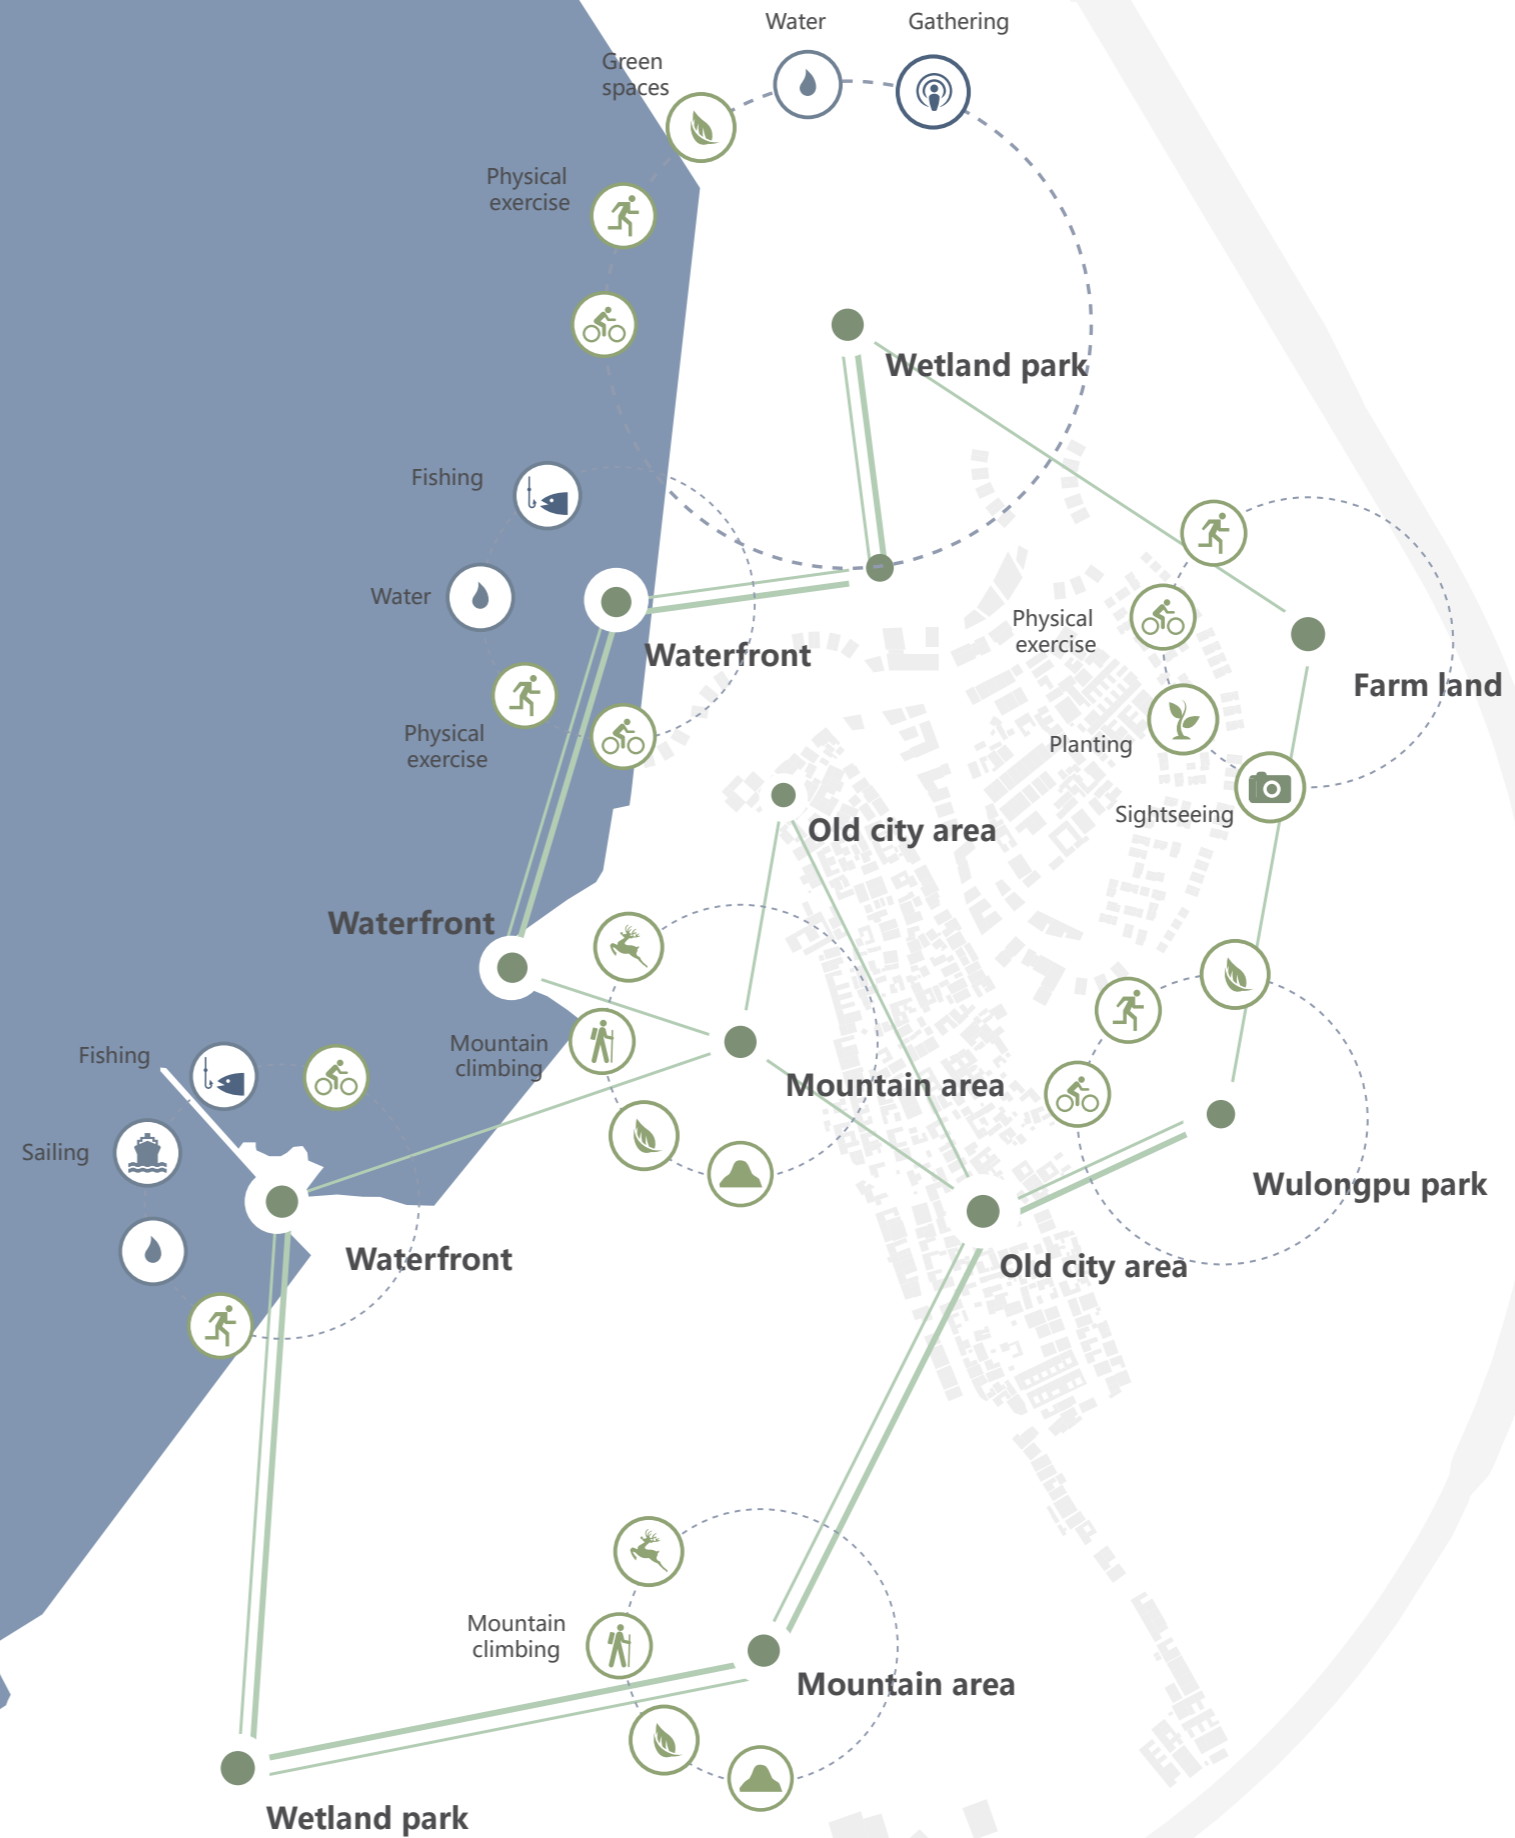 Water
Gathering
Green
spaces
Physical
exercise
Wetland park
Fishing
Water
Physical
exercise
Waterfront
Farm land
Physical
exercise
Planting
Sightseeing
Old city area
Waterfront
Mountain
climbing
Mountain area
Fishing
Sailing
Waterfront
Wulongpu park
Old city area
Mountain
climbing
Mountain area
Wetland park